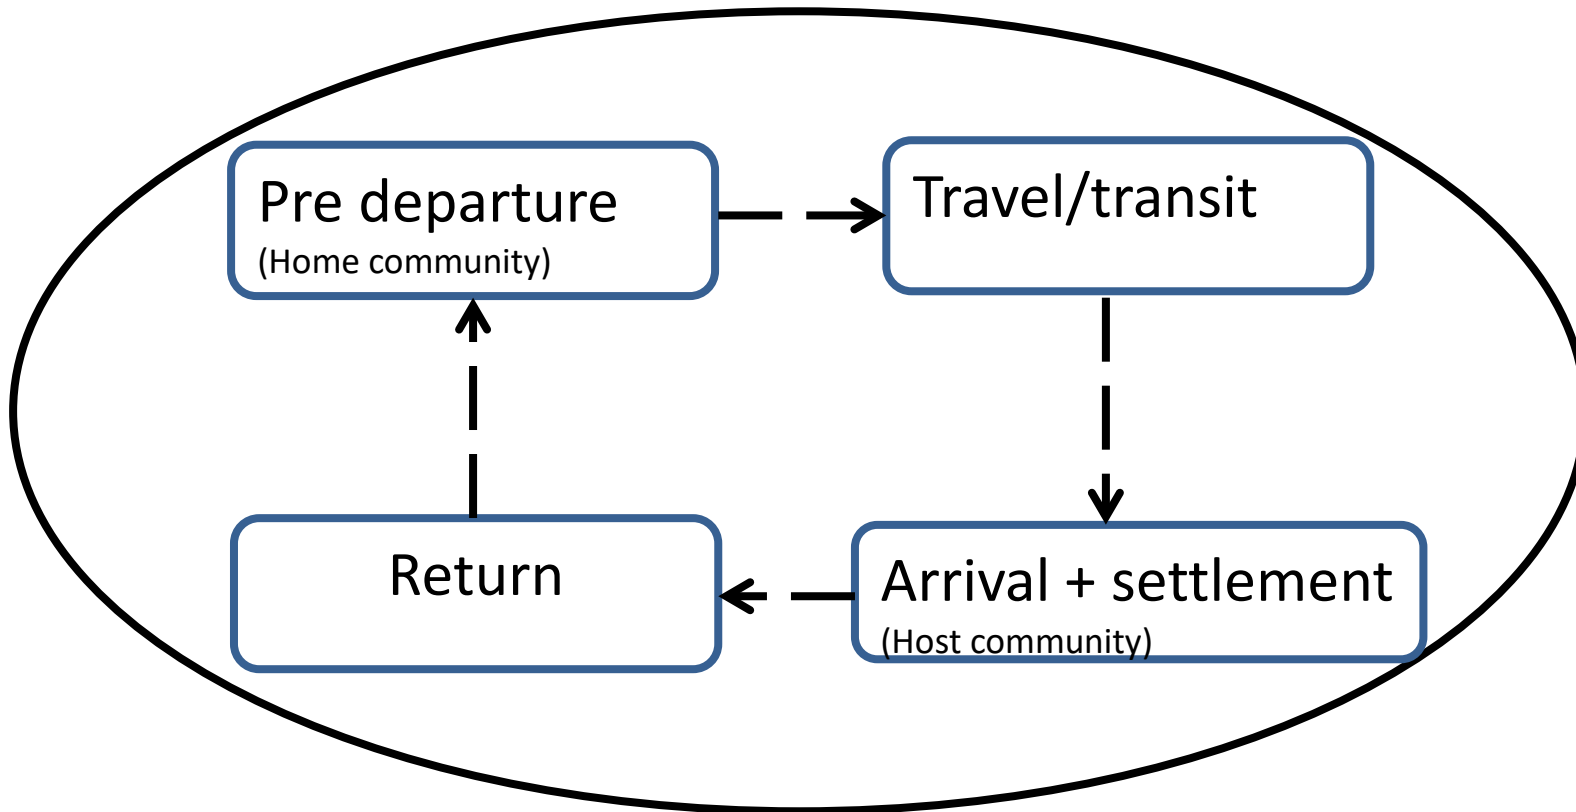 Pre departure
(Home community)
Travel/transit
Return
Arrival + settlement
(Host community)